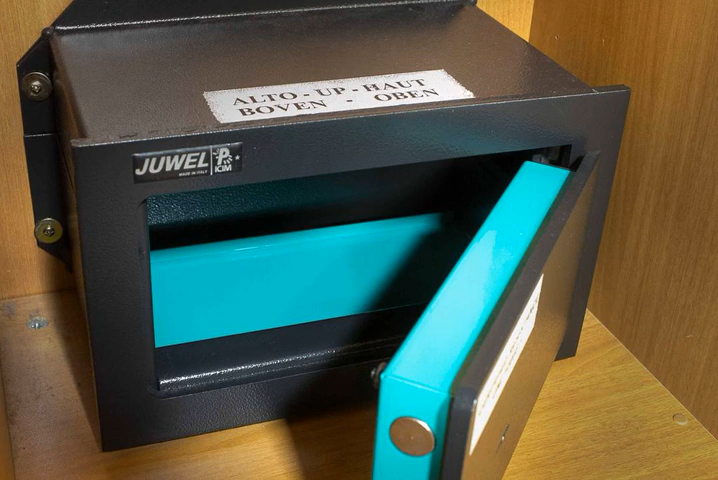 ALTO - UP - HAUT
BOVEN - OBEN
JUWEL
MADE IN ITALY
ICIM